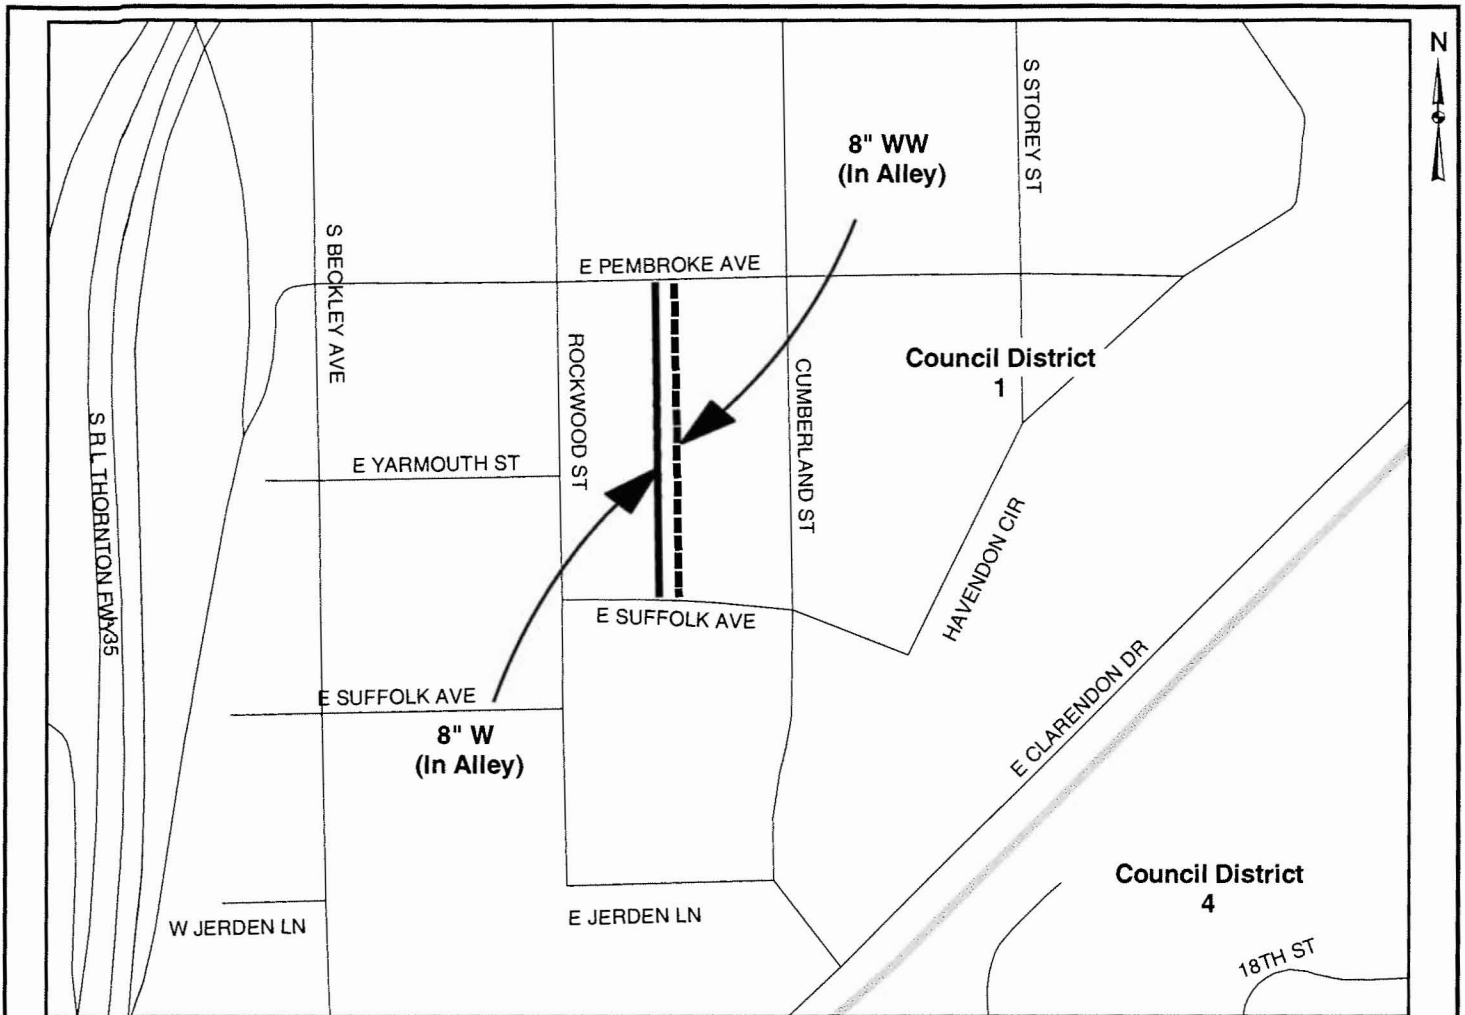 N
S STOREY ST
8" WW
(In Alley)
S BECKLEY AVE
E PEMBROKE AVE
ROCKWOOD ST
Council District
1
CUMBERLAND ST
S R L THORNTON FWY
35
E YARMOUTH ST
HAVENDON CIR
E SUFFOLK AVE
E SUFFOLK AVE
8" W
(In Alley)
E CLARENDON DR
Council District
4
W JERDEN LN
E JERDEN LN
18TH ST